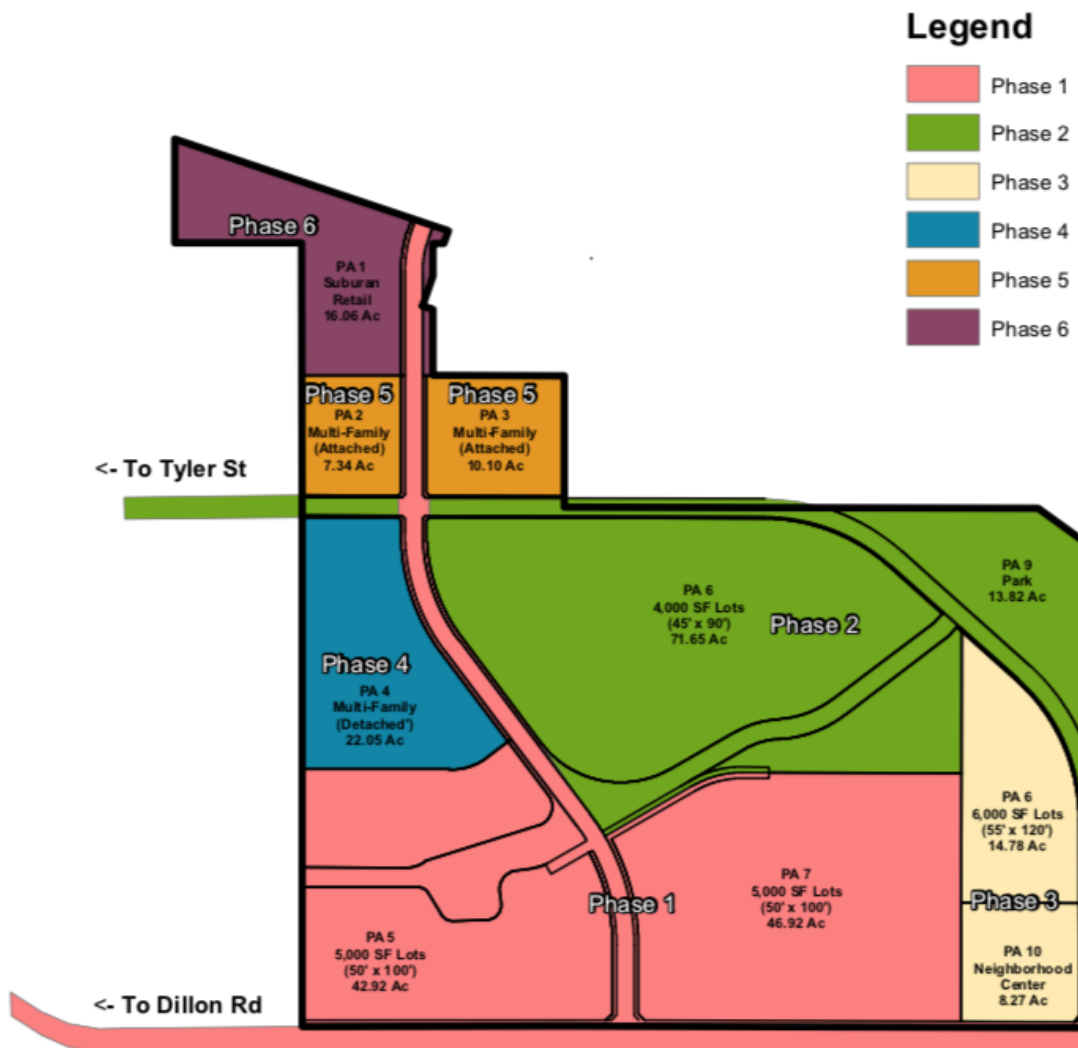 Legend
Phase 1
Phase 2
Phase 3
Phase 4
Phase 5
Phase 6
Phase 6
PA 1
Suburan
Retail
16.06 Ac
Phase 5
PA 2
Multi-Family
(Attached)
7.34 Ac
Phase 5
PA 3
Multi-Family
(Attached)
10.10 Ac
<- To Tyler St
PA 9
Park
13.82 Ac
PA 6
4,000 SF Lots
(45' x 90')
71.65 Ac
Phase 2
Phase 4
PA 4
Multi-Family
(Detached')
22.05 Ac
PA 6
6,000 SF Lots
(55' x 120')
14.78 Ac
PA 7
5,000 SF Lots
(50' x 100')
46.92 Ac
Phase 1
Phase 3
PA 5
5,000 SF Lots
(50' x 100')
42.92 Ac
PA 10
Neighborhood
Center
8.27 Ac
<- To Dillon Rd